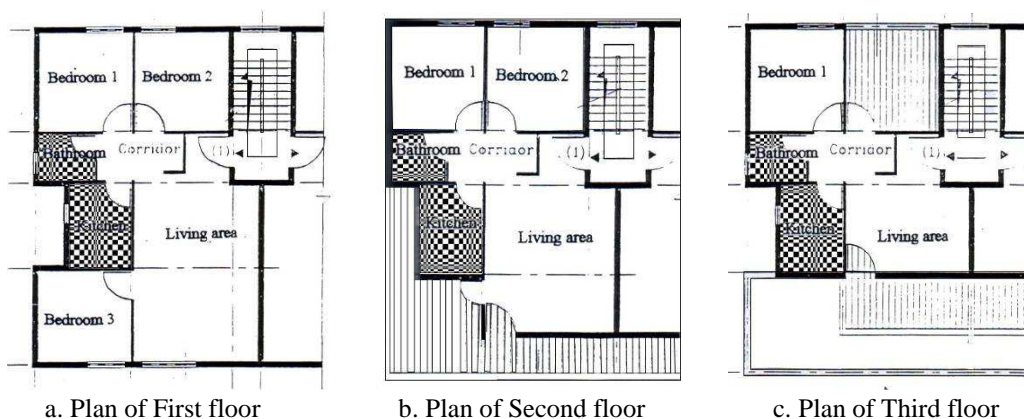 Bedroom 1
Bedroom 2
Bathroom
Corridor
(1)
Kitchen
Living area
Bedroom 3
Bedroom 1
Bedroom 2
Bathroom
Corridor
(1)
Kitchen
Living area
Bedroom 1
Bathroom
Corridor
(1)
Kitchen
Living area
a. Plan of First floor
b. Plan of Second floor
c. Plan of Third floor